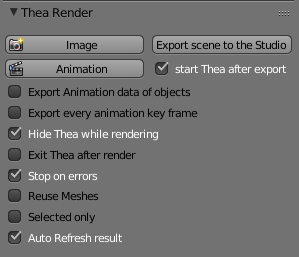 Thea Render
Image
Export scene to the Studio
Animation
start Thea after export
Export Animation data of objects
Export every animation key frame
Hide Thea while rendering
Exit Thea after render
Stop on errors
Reuse Meshes
Selected only
Auto Refresh result